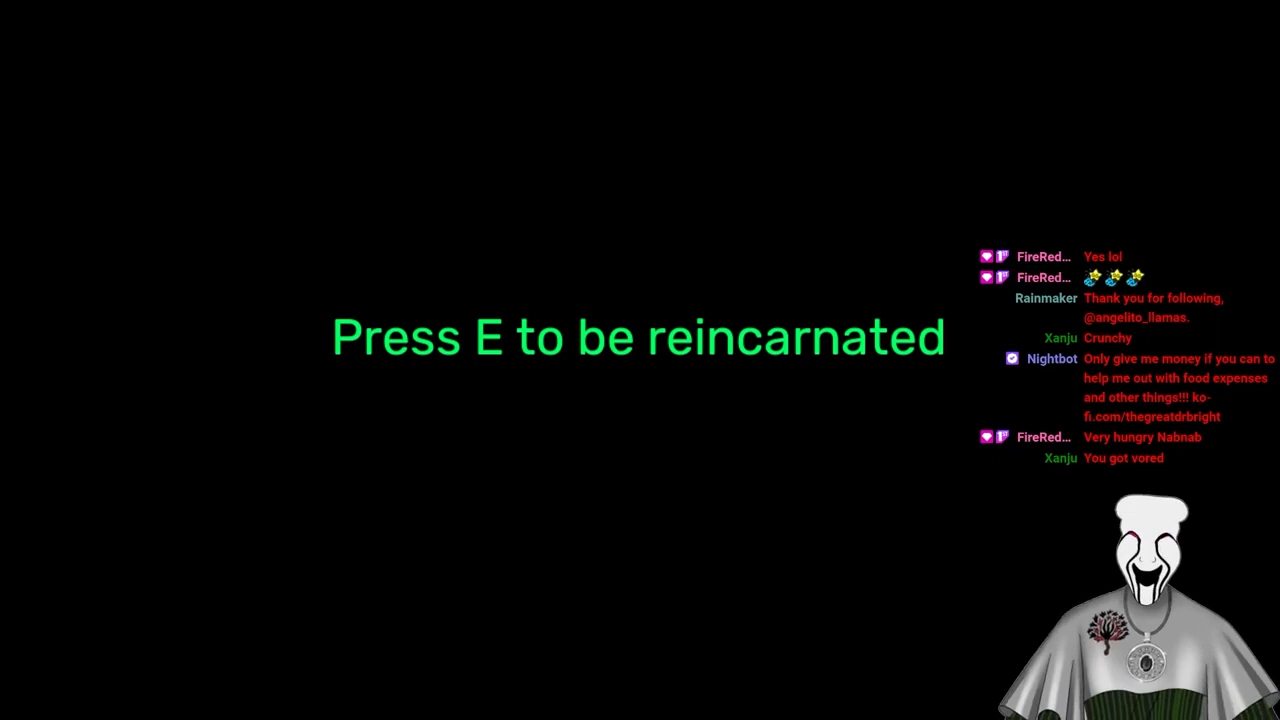 Press E to be reincarnated
FireRed... Yes lol
FireRed...
Rainmaker Thank you for following,
@angelito_llamas.
Xanju Crunchy
Nightbot Only give me money if you can to
help me out with food expenses
and other things!!! ko-
fi.com/thegreatdrbright
FireRed... Very hungry Nabnab
Xanju You got vored